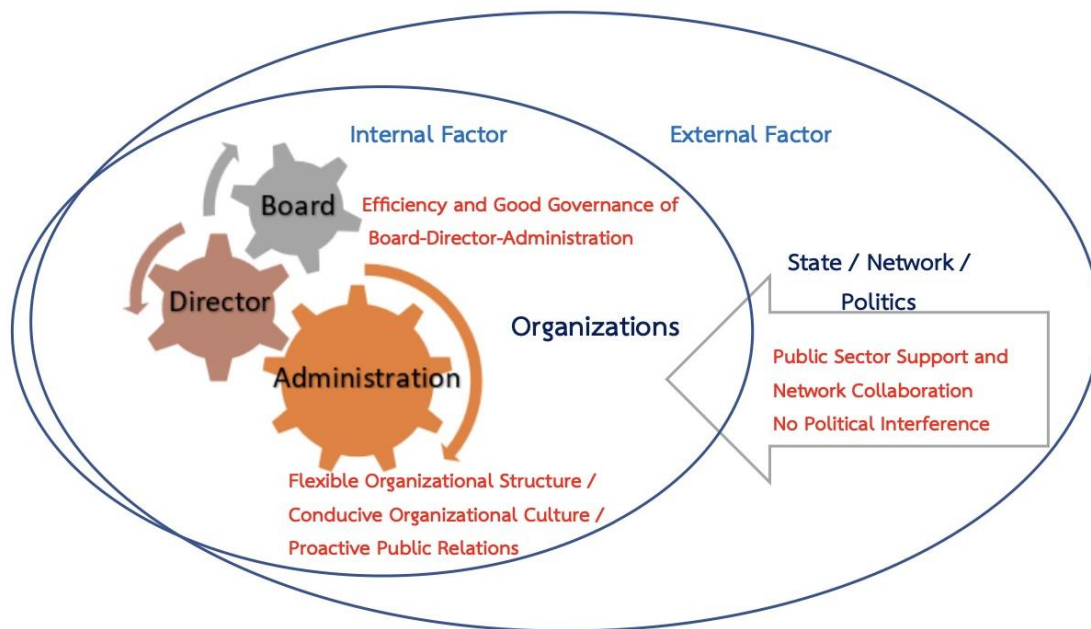 Internal Factor
External Factor
Board
Efficiency and Good Governance of
Board-Director-Administration
Director
State / Network /
Politics
Organizations
Administration
Public Sector Support and
Network Collaboration
No Political Interference
Flexible Organizational Structure /
Conducive Organizational Culture /
Proactive Public Relations